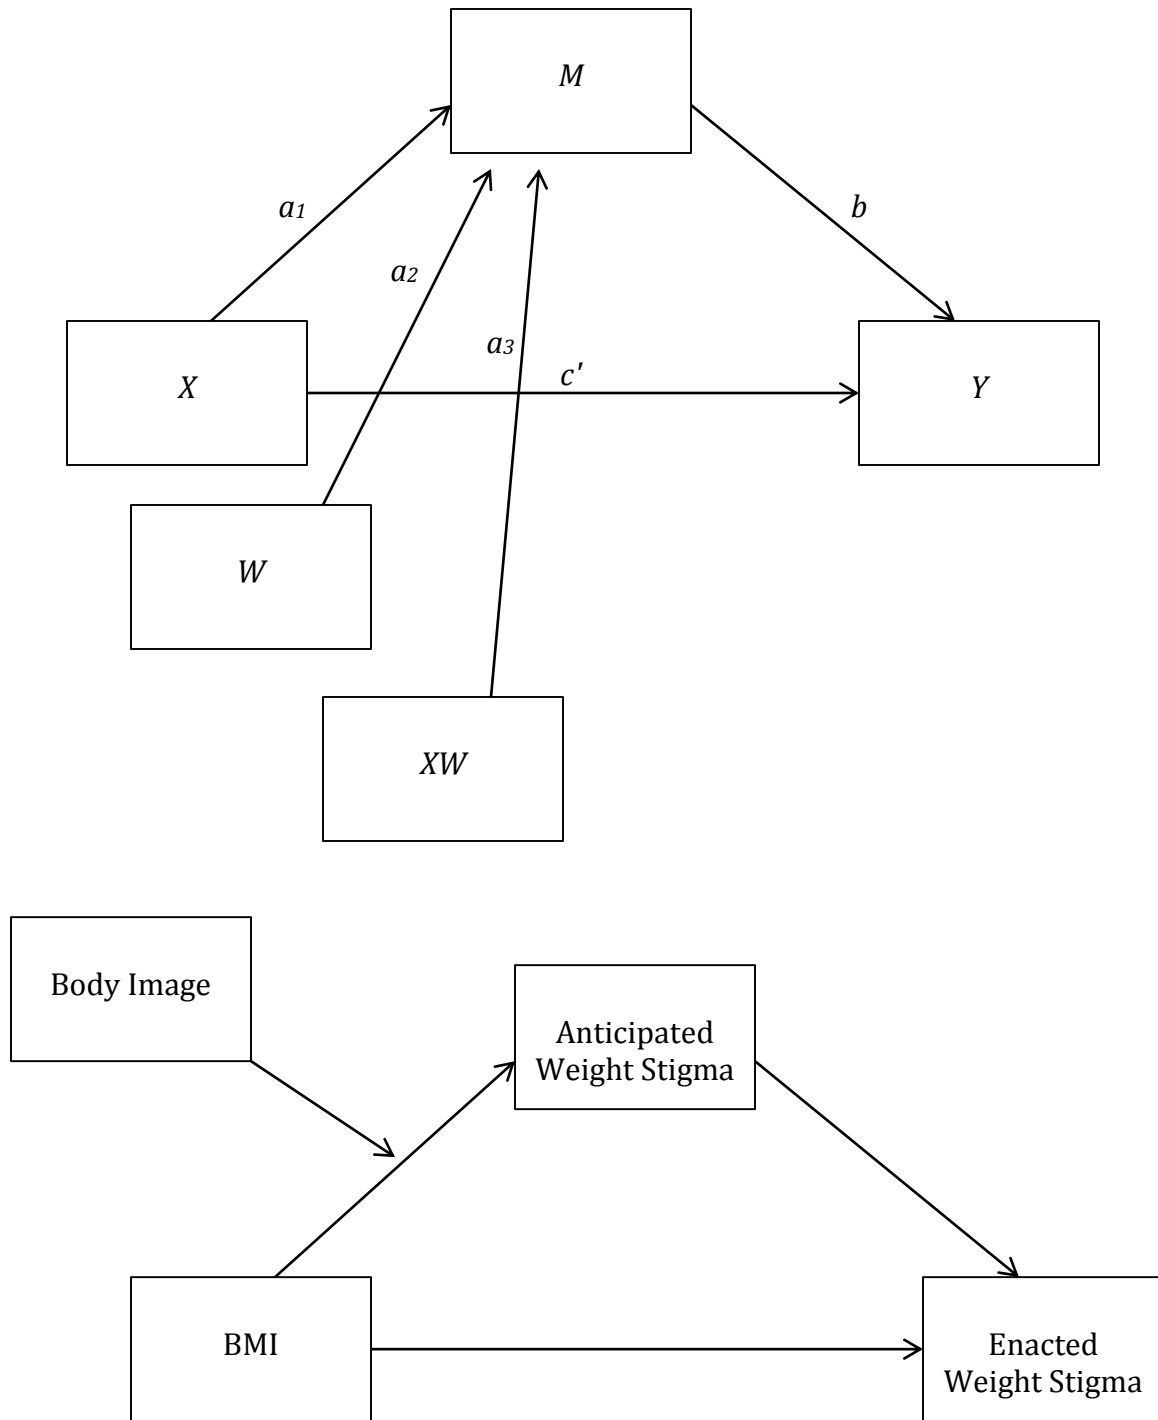 M
a1
b
a2
a3
c'
X
Y
W
XW
Body Image
Anticipated
Weight Stigma
BMI
Enacted
Weight Stigma